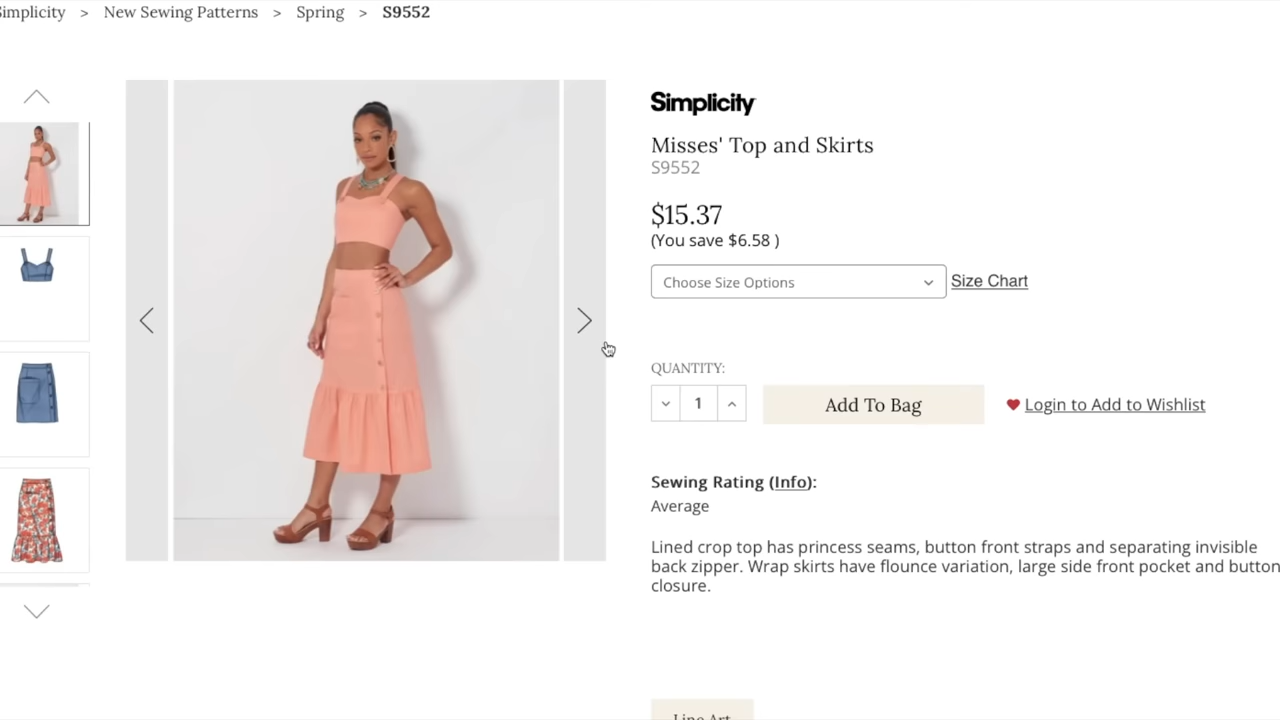 Simplicity > New Sewing Patterns > Spring > S9552
Simplicity
Misses' Top and Skirts
S9552
$15.37
(You save $6.58 )
Choose Size Options
Size Chart
QUANTITY:
1
Add To Bag
Login to Add to Wishlist
Sewing Rating (Info):
Average
Lined crop top has princess seams, button front straps and separating invisible
back zipper. Wrap skirts have flounce variation, large side front pocket and button
closure.
Line Art